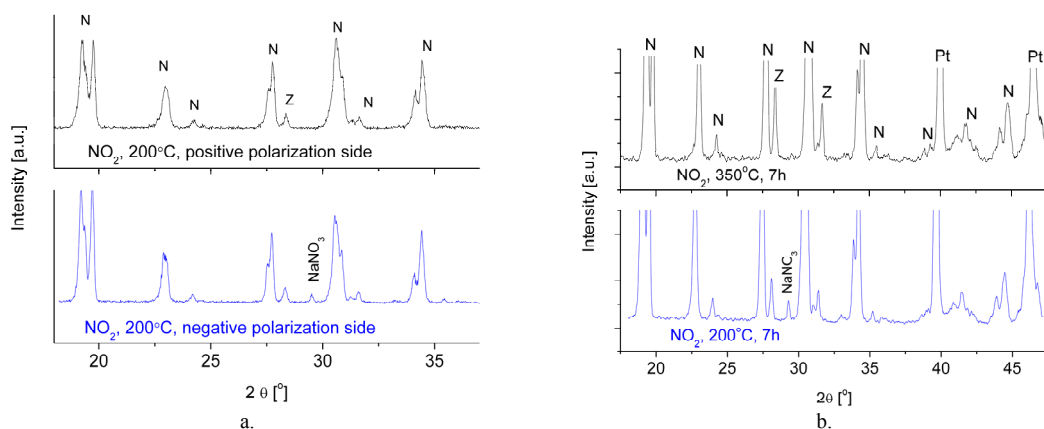 N
N
N
N
Z
N
N
N
NO₂, 200°C, positive polarization side
NaNO₃
NO₂, 200°C, negative polarization side
Intensity [a.u.]
20 25 30 35
2 θ [°]
a.
N
N
N
N
Z
N
Z
N
N
Pt
N
N
N
Pt
NO₂, 350°C, 7h
NaNC₃
NO₂, 200°C, 7h
Intensity [a.u.]
20 25 30 35 40 45
2θ [°]
b.